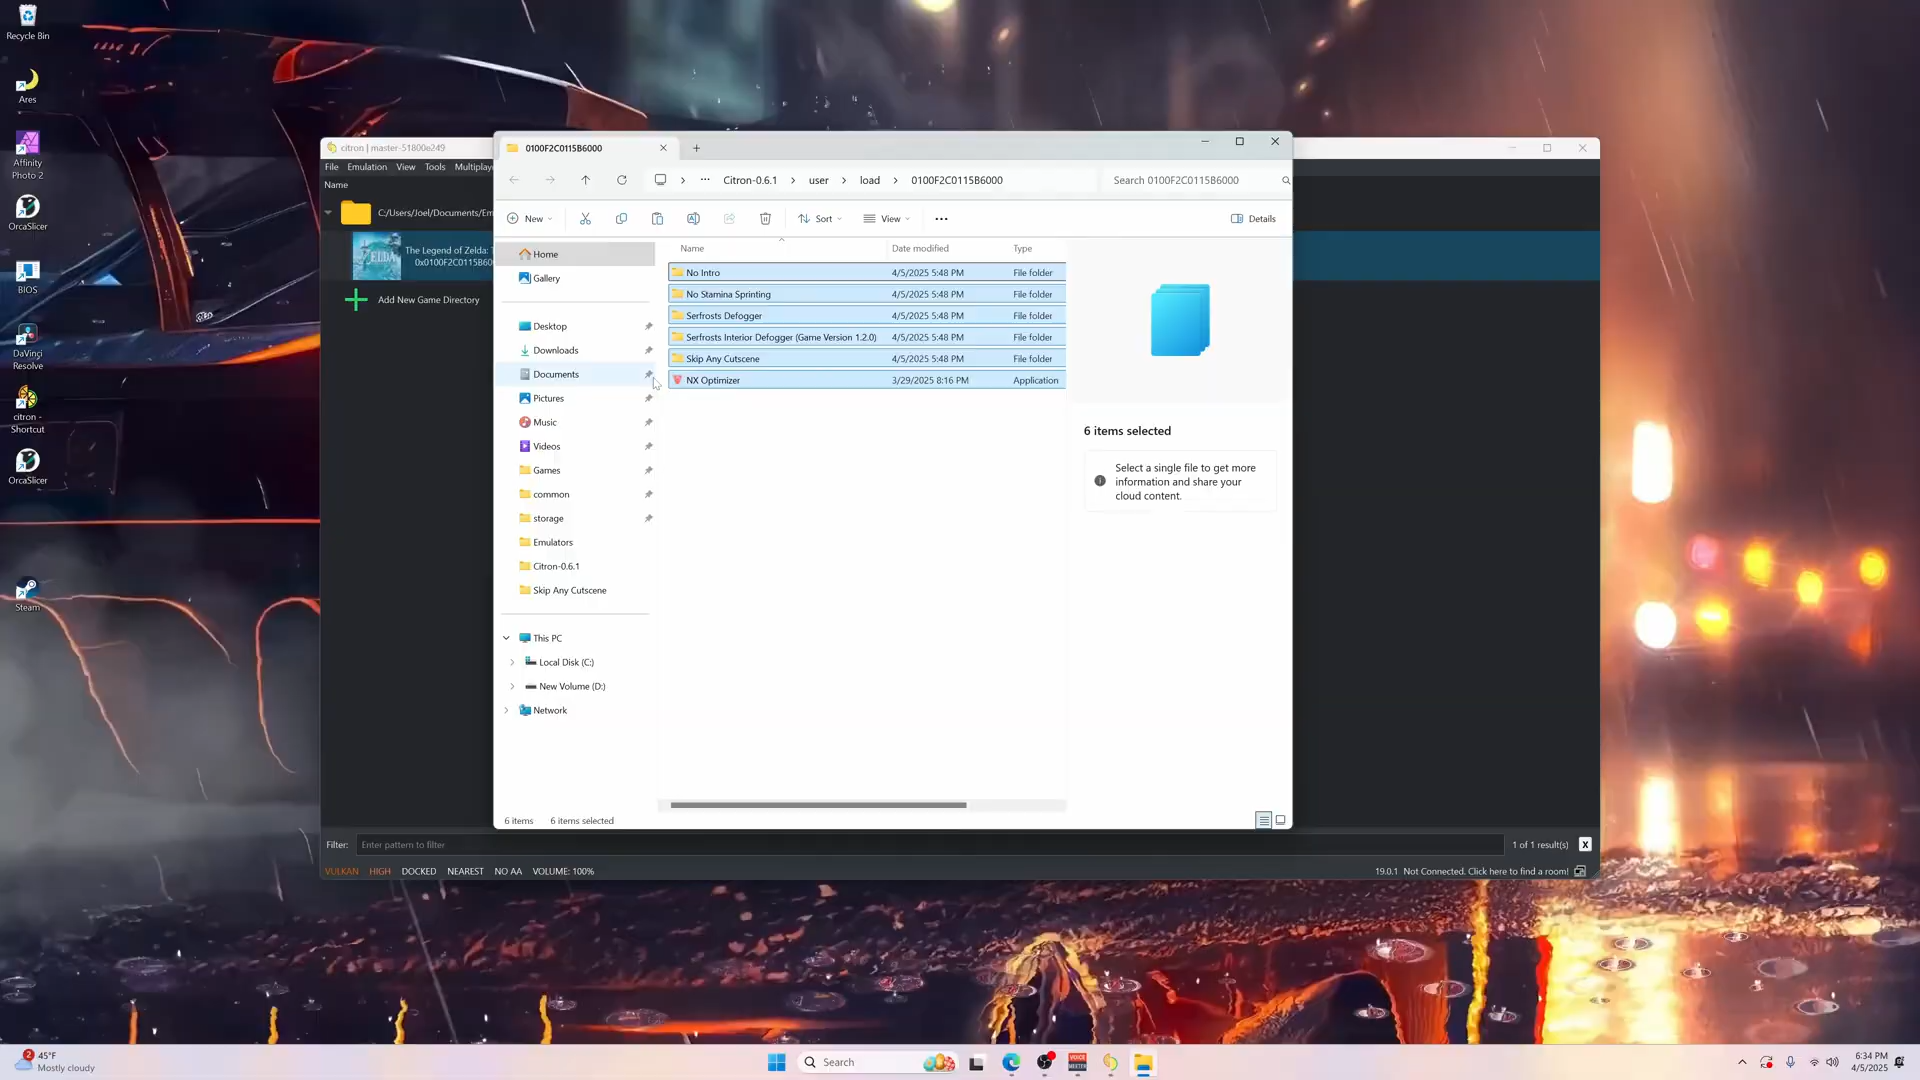 Recycle Bin
Ares
Affinity
Photo 2
OrcaSlicer
BIOS
DaVinci
Resolve
citron -
Shortcut
OrcaSlicer
Steam
citron | master-51800e249
File Emulation View Tools Multiplay
Name
C:/Users/Joel/Documents/Em
The Legend of Zelda: T
0x0100F2C0115B60
Add New Game Directory
0100F2C0115B6000
Citron-0.6.1 > user > load > 0100F2C0115B6000
Search 0100F2C0115B6000
New
Sort
View
Details
Home
Gallery
Desktop
Downloads
Documents
Pictures
Music
Videos
Games
common
storage
Emulators
Citron-0.6.1
Skip Any Cutscene
This PC
Local Disk (C:)
New Volume (D:)
Network
Name Date modified Type
No Intro 4/5/2025 5:48 PM File folder
No Stamina Sprinting 4/5/2025 5:48 PM File folder
Serfrosts Defogger 4/5/2025 5:48 PM File folder
Serfrosts Interior Defogger (Game Version 1.2.0) 4/5/2025 5:48 PM File folder
Skip Any Cutscene 4/5/2025 5:48 PM File folder
NX Optimizer 3/29/2025 8:16 PM Application
6 items selected
Select a single file to get more
information and share your
cloud content.
6 items 6 items selected
Filter: Enter pattern to filter 1 of 1 result(s) X
VULKAN HIGH DOCKED NEAREST NO AA VOLUME: 100% 19.0.1 Not Connected. Click here to find a room!
2
45°F
Mostly cloudy
Search
VOICE
MEETER
6:34 PM
4/5/2025